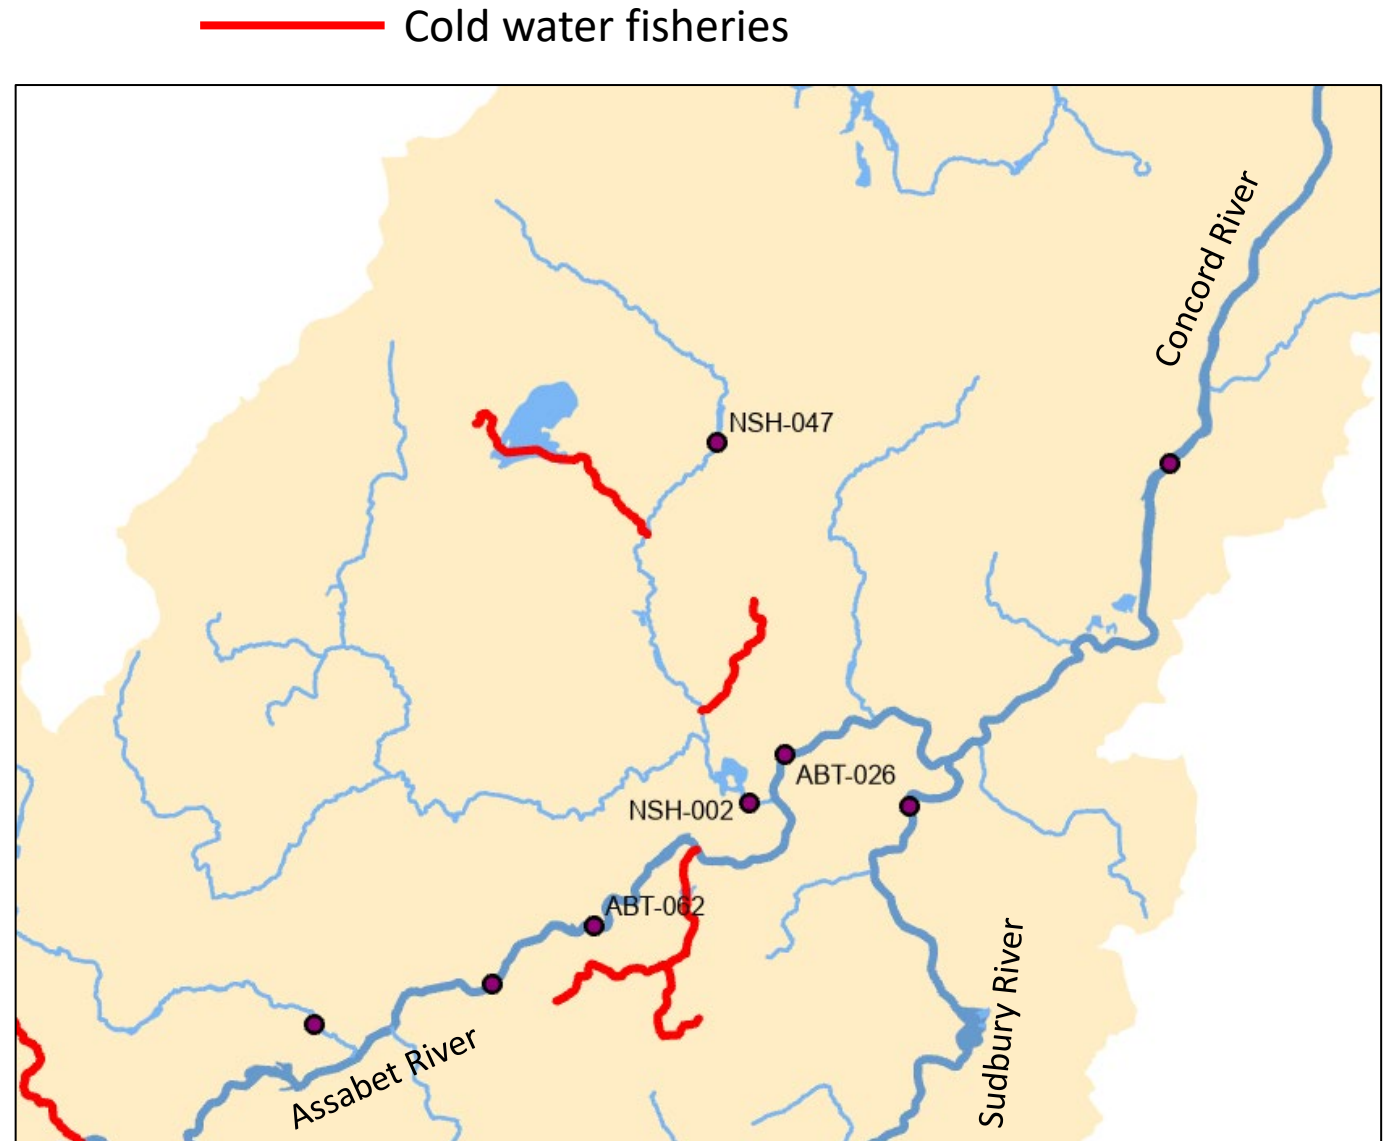 Cold water fisheries
Concord River
NSH-047
ABT-026
NSH-002
ABT-062
Sudbury River
Assabet River